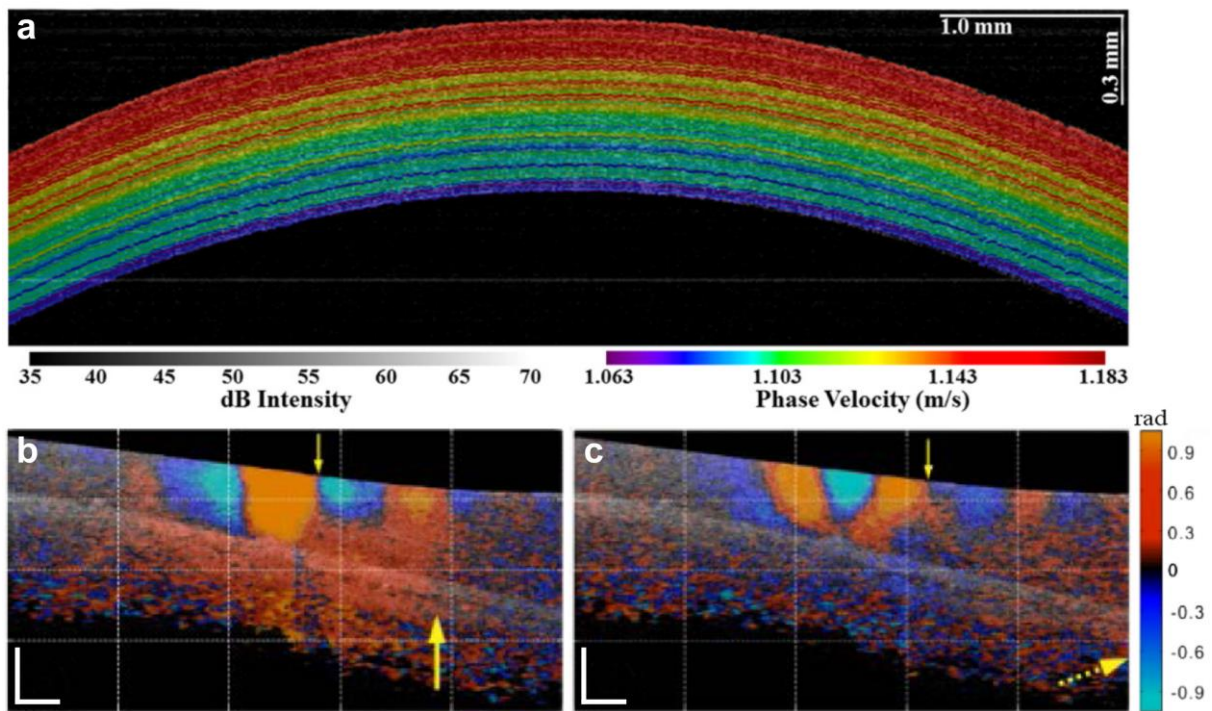 a
1.0 mm
0.3 mm
35 40 45 50 55 60 65 70
dB Intensity
1.063 1.103 1.143 1.183
Phase Velocity (m/s)
b
c
rad
0.9
0.6
0.3
0
-0.3
-0.6
-0.9